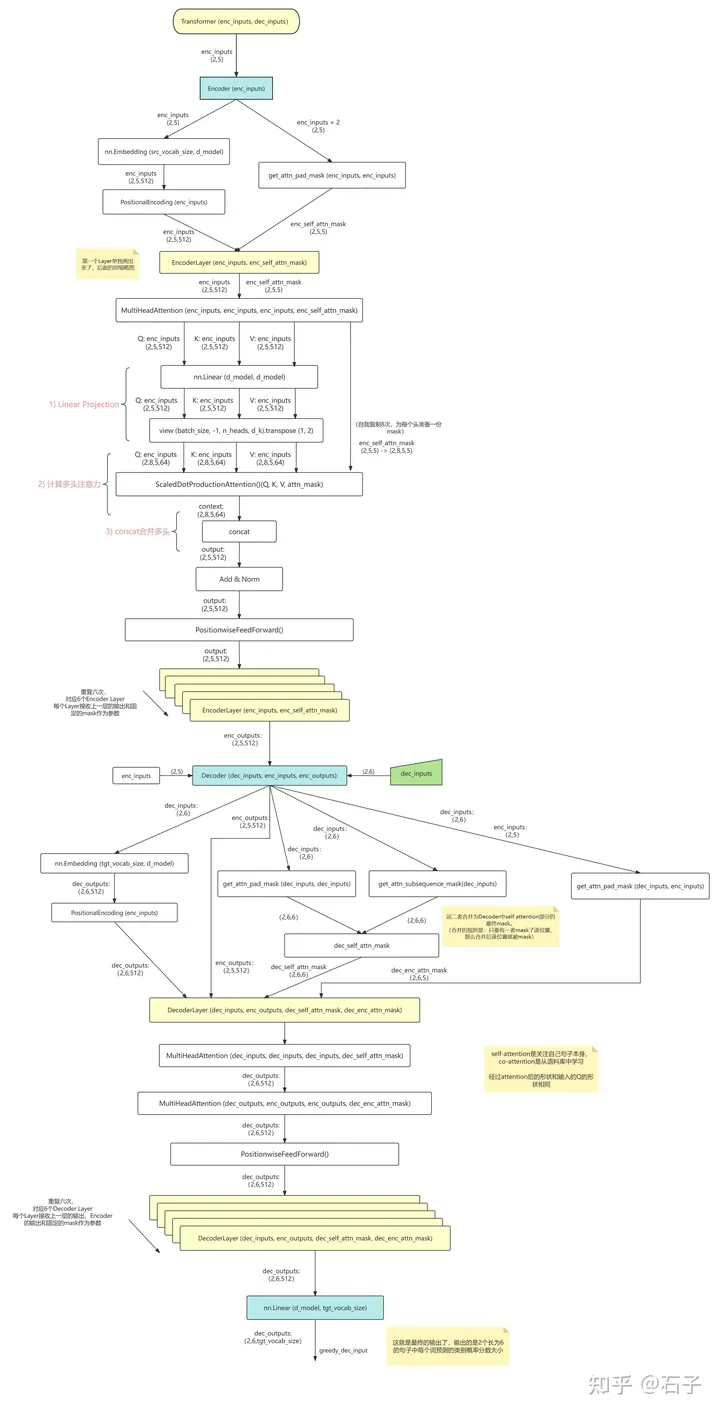 Transformer (enc_inputs, dec_inputs)
enc_inputs
(2,5)
Encoder (enc_inputs)
enc_inputs
(2,5)
enc_inputs × 2
(2,5)
nn.Embedding (src_vocab_size, d_model)
get_attn_pad_mask (enc_inputs, enc_inputs)
enc_inputs
(2,5,512)
PositionalEncoding (enc_inputs)
enc_inputs
(2,5,512)
enc_self_attn_mask
(2,5,5)
第一个Layer单独画出
来了，后面的用缩略图
EncoderLayer (enc_inputs, enc_self_attn_mask)
enc_inputs
(2,5,512)
enc_self_attn_mask
(2,5,5)
MultiHeadAttention (enc_inputs, enc_inputs, enc_inputs, enc_self_attn_mask)
Q: enc_inputs
(2,5,512)
K: enc_inputs
(2,5,512)
V: enc_inputs
(2,5,512)
nn.Linear (d_model, d_model)
1) Linear Projection
Q: enc_inputs
(2,5,512)
K: enc_inputs
(2,5,512)
V: enc_inputs
(2,5,512)
view (batch_size, -1, n_heads, d_k).transpose (1, 2)
（自我复制8次，为每个头准备一份
mask）
enc_self_attn_mask
(2,5,5) -> (2,8,5,5)
Q: enc_inputs
(2,8,5,64)
K: enc_inputs
(2,8,5,64)
V: enc_inputs
(2,8,5,64)
2) 计算多头注意力
ScaledDotProductionAttention()(Q, K, V, attn_mask)
context:
(2,8,5,64)
3) concat合并多头
concat
output:
(2,5,512)
Add & Norm
output:
(2,5,512)
PositionwiseFeedForward()
output:
(2,5,512)
重复六次，
对应6个Encoder Layer
每个Layer接收上一层的输出和固
定的mask作为参数
EncoderLayer (enc_inputs, enc_self_attn_mask)
enc_outputs:
(2,5,512)
enc_inputs
(2,5)
Decoder (dec_inputs, enc_inputs, enc_outputs):
(2,6)
dec_inputs
dec_inputs:
(2,6)
enc_outputs:
(2,5,512)
dec_inputs:
(2,6)
dec_inputs:
(2,6)
dec_inputs:
(2,6)
enc_inputs:
(2,5)
nn.Embedding (tgt_vocab_size, d_model)
get_attn_pad_mask (dec_inputs, dec_inputs)
get_attn_subsequence_mask(dec_inputs)
get_attn_pad_mask (dec_inputs, enc_inputs)
dec_outputs:
(2,6,512)
PositionalEncoding (enc_inputs)
(2,6,6)
(2,6,6)
这二者合并为Decoder中self attention部分的
最终mask。
（合并的规则是：只要有一者mask了该位置，
那么合并后该位置就被mask）
dec_self_attn_mask
dec_outputs:
(2,6,512)
enc_outputs:
(2,5,512)
dec_self_attn_mask
(2,6,6)
dec_enc_attn_mask
(2,6,5)
DecoderLayer (dec_inputs, enc_outputs, dec_self_attn_mask, dec_enc_attn_mask)
MultiHeadAttention (dec_inputs, dec_inputs, dec_inputs, dec_self_attn_mask)
self-attention是关注自己句子本身，
co-attention是从语料库中学习
经过attention后的形状和输入的Q的形
状相同
dec_outputs:
(2,6,512)
MultiHeadAttention (dec_outputs, enc_outputs, enc_outputs, dec_enc_attn_mask)
dec_outputs:
(2,6,512)
PositionwiseFeedForward()
dec_outputs:
(2,6,512)
重复六次，
对应6个Decoder Layer
每个Layer接收上一层的输出、Encoder
的输出和固定的mask作为参数
DecoderLayer (dec_inputs, enc_outputs, dec_self_attn_mask, dec_enc_attn_mask)
dec_outputs:
(2,6,512)
nn.Linear (d_model, tgt_vocab_size)
dec_outputs:
(2,6,tgt_vocab_size)
greedy_dec_input
这就是最终的输出了，输出的是2个长为6
的句子中每个词预测的类别概率分数大小
知乎 @石子